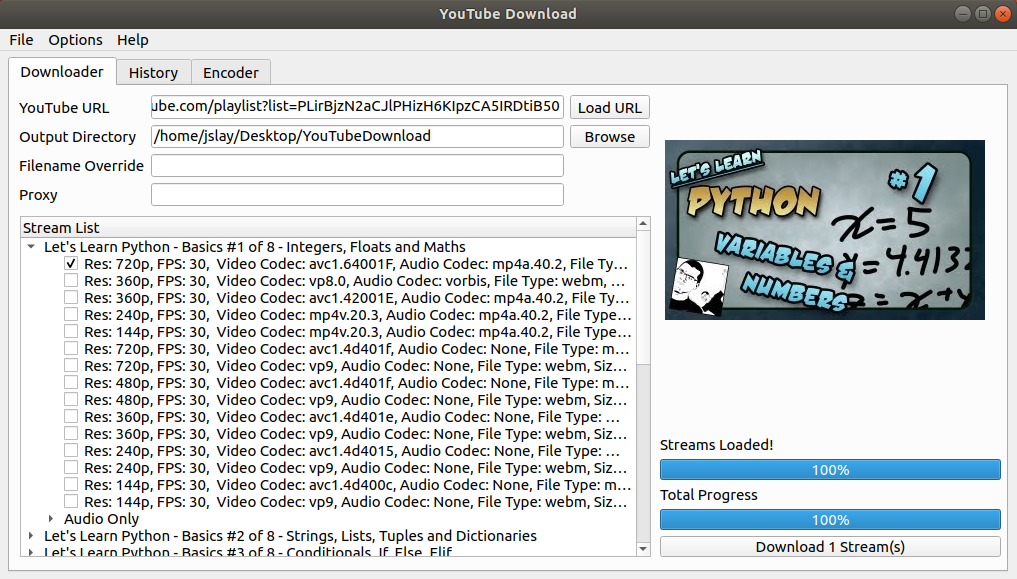 YouTube Download
File Options Help
Downloader History Encoder
YouTube URL
ube.com/playlist?list=PLirBjzN2aCJlPHizH6KIpzCA5IRDtiB50
Load URL
Output Directory
/home/jslay/Desktop/YouTubeDownload
Browse
Filename Override
Proxy
Stream List
Let's Learn Python - Basics #1 of 8 - Integers, Floats and Maths
Res: 720p, FPS: 30, Video Codec: avc1.64001F, Audio Codec: mp4a.40.2, File Ty...
Res: 360p, FPS: 30, Video Codec: vp8.0, Audio Codec: vorbis, File Type: webm, ...
Res: 360p, FPS: 30, Video Codec: avc1.42001E, Audio Codec: mp4a.40.2, File Ty...
Res: 240p, FPS: 30, Video Codec: mp4v.20.3, Audio Codec: mp4a.40.2, File Type...
Res: 144p, FPS: 30, Video Codec: mp4v.20.3, Audio Codec: mp4a.40.2, File Type...
Res: 720p, FPS: 30, Video Codec: avc1.4d401f, Audio Codec: None, File Type: m...
Res: 720p, FPS: 30, Video Codec: vp9, Audio Codec: None, File Type: webm, Siz...
Res: 480p, FPS: 30, Video Codec: avc1.4d401f, Audio Codec: None, File Type: m...
Res: 480p, FPS: 30, Video Codec: vp9, Audio Codec: None, File Type: webm, Siz...
Res: 360p, FPS: 30, Video Codec: avc1.4d401e, Audio Codec: None, File Type: ...
Res: 360p, FPS: 30, Video Codec: vp9, Audio Codec: None, File Type: webm, Siz...
Res: 240p, FPS: 30, Video Codec: avc1.4d4015, Audio Codec: None, File Type: ...
Res: 240p, FPS: 30, Video Codec: vp9, Audio Codec: None, File Type: webm, Siz...
Res: 144p, FPS: 30, Video Codec: avc1.4d400c, Audio Codec: None, File Type: m...
Res: 144p, FPS: 30, Video Codec: vp9, Audio Codec: None, File Type: webm, Siz...
Audio Only
Let's Learn Python - Basics #2 of 8 - Strings, Lists, Tuples and Dictionaries
Let's Learn Python - Basics #3 of 8 - Conditionals, If, Else, Elif
LET'S LEARN
PYTHON
#1
VARIABLES &
NUMBERS
x = 5
= 4.4132
= x + y
Streams Loaded!
100%
Total Progress
100%
Download 1 Stream(s)